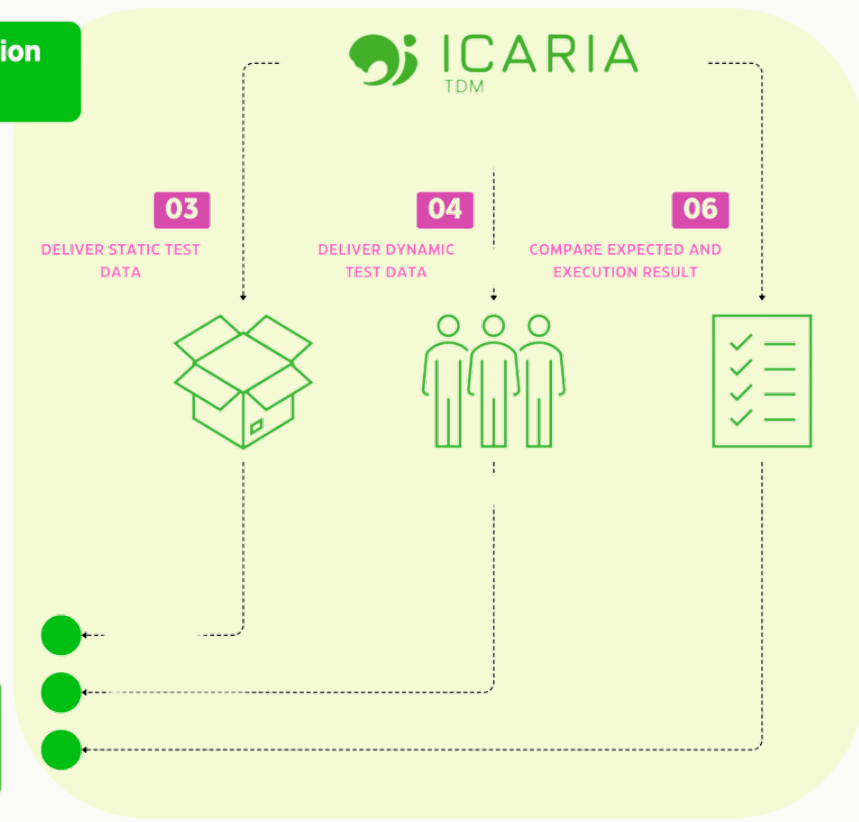 ion
ICARIA
TDM
03
DELIVER STATIC TEST
DATA
04
DELIVER DYNAMIC
TEST DATA
06
COMPARE EXPECTED AND
EXECUTION RESULT